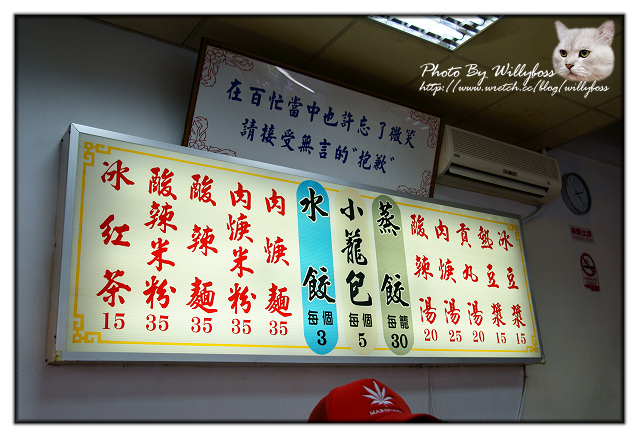 Photo By Willyboss
http://www.wretch.cc/blog/willyboss
在百忙當中也許忘了微笑
請接受無言的"抱歉"
冰紅茶 15
酸辣米粉 35
酸辣麵 35
肉焿米粉 35
肉焿麵 35
水餃 每個 3
小籠包 每個 5
蒸餃 每籠 30
酸辣湯 20
肉焿湯 25
貢丸湯 20
熱豆漿 15
冰豆漿 15